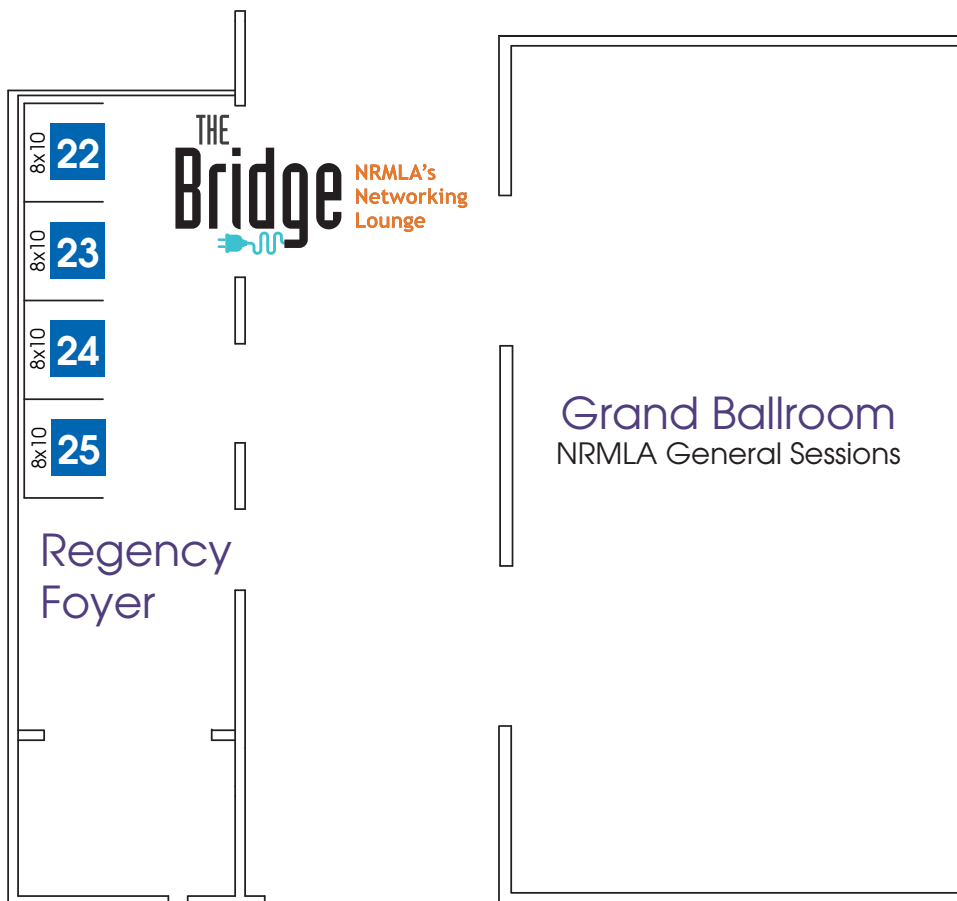 THE
Bridge
NRMLA's
Networking
Lounge
8x10
22
8x10
23
8x10
24
8x10
25
Grand Ballroom
NRMLA General Sessions
Regency
Foyer